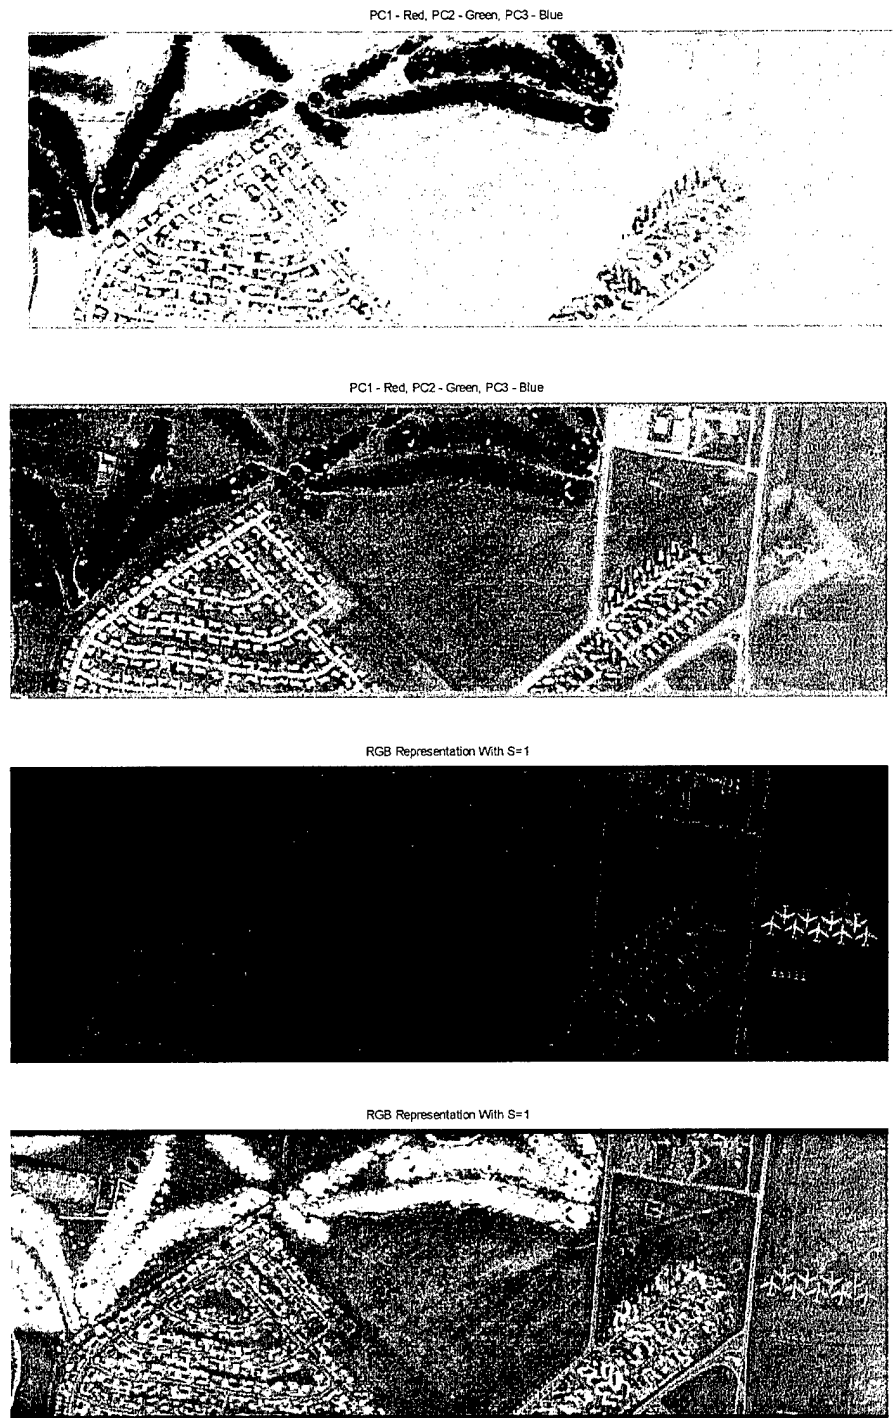 PC1 - Red, PC2 - Green, PC3 - Blue
PC1 - Red, PC2 - Green, PC3 - Blue
RGB Representation With S=1
RGB Representation With S=1